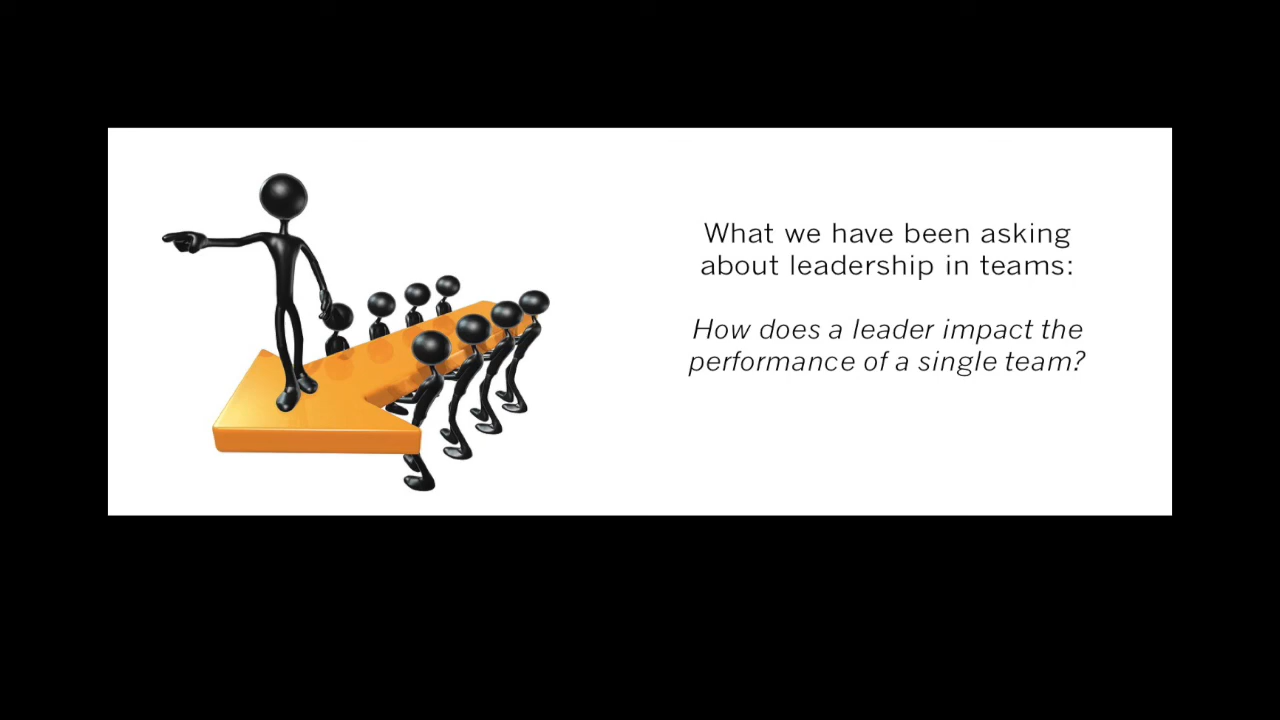 What we have been asking
about leadership in teams:
How does a leader impact the
performance of a single team?